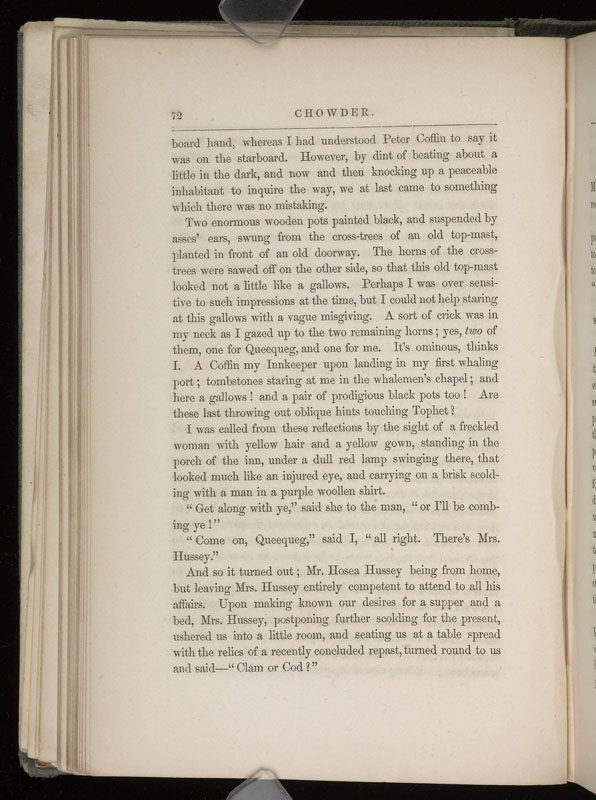 72 CHOWDER.
board hand, whereas I had understood Peter Coffin to say it
was on the starboard. However, by dint of beating about a
little in the dark, and now and then knocking up a peaceable
inhabitant to inquire the way, we at last came to something
which there was no mistaking.
Two enormous wooden pots painted black, and suspended by
asses' ears, swung from the cross-trees of an old top-mast,
planted in front of an old doorway. The horns of the cross-
trees were sawed off on the other side, so that this old top-mast
looked not a little like a gallows. Perhaps I was over sensi-
tive to such impressions at the time, but I could not help staring
at this gallows with a vague misgiving. A sort of crick was in
my neck as I gazed up to the two remaining horns; yes, two of
them, one for Queequeg, and one for me. It's ominous, thinks
I. A Coffin my Innkeeper upon landing in my first whaling
port; tombstones staring at me in the whalemen's chapel; and
here a gallows! and a pair of prodigious black pots too! Are
these last throwing out oblique hints touching Tophet?
I was called from these reflections by the sight of a freckled
woman with yellow hair and a yellow gown, standing in the
porch of the inn, under a dull red lamp swinging there, that
looked much like an injured eye, and carrying on a brisk scold-
ing with a man in a purple woollen shirt.
"Get along with ye," said she to the man, "or I'll be comb-
ing ye!"
"Come on, Queequeg," said I, "all right. There's Mrs.
Hussey."
And so it turned out; Mr. Hosea Hussey being from home,
but leaving Mrs. Hussey entirely competent to attend to all his
affairs. Upon making known our desires for a supper and a
bed, Mrs. Hussey, postponing further scolding for the present,
ushered us into a little room, and seating us at a table spread
with the relics of a recently concluded repast, turned round to us
and said—"Clam or Cod?"